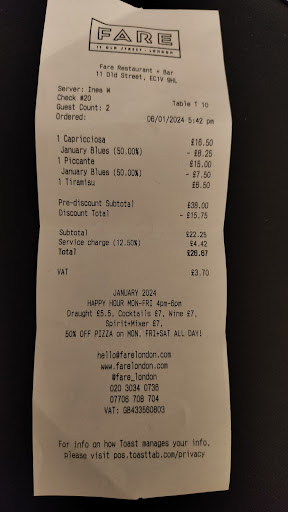 FARE
11 OLD STREET · LONDON
Fare Restaurant + Bar
11 Old Street, EC1V 9HL
Server: Ines W
Check #20
Table T 10
Guest Count: 2
Ordered:
06/01/2024 5:42 pm
1 Capricciosa £16.50
January Blues (50.00%) - £8.25
1 Piccante £15.00
January Blues (50.00%) - £7.50
1 Tiramisu £6.50
Pre-discount Subtotal £38.00
Discount Total - £15.75
Subtotal £22.25
Service charge (12.50%) £4.42
Total £26.67
VAT £3.70
JANUARY 2024
HAPPY HOUR MON-FRI 4pm-6pm
Draught £5.5, Cocktails £7, Wine £7,
Spirit+Mixer £7,
50% OFF PIZZA on MON, FRI+SAT ALL DAY!
hello@farelondon.com
www.farelondon.com
@fare_london
020 3034 0736
07706 708 704
VAT: GB433560803
For info on how Toast manages your info,
please visit pos.toasttab.com/privacy